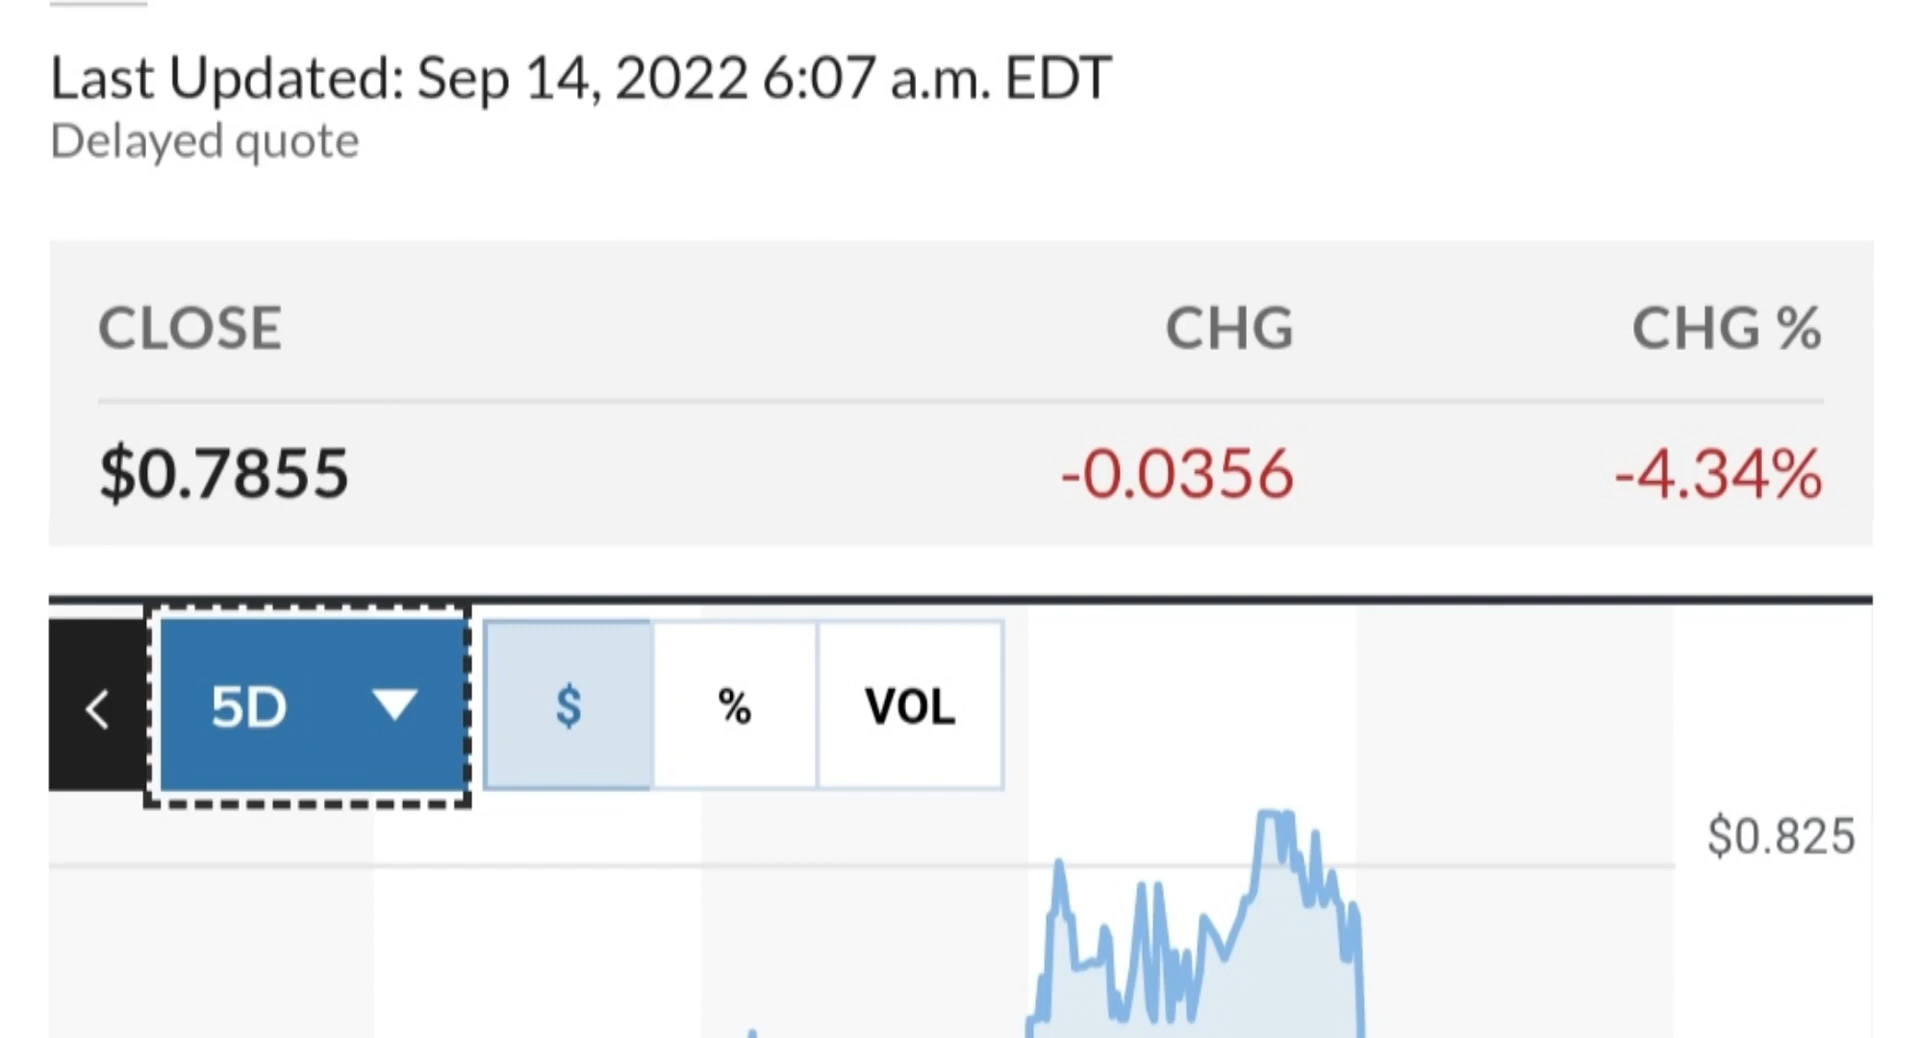 Last Updated: Sep 14, 2022 6:07 a.m. EDT
Delayed quote
CLOSE CHG CHG %
$0.7855 -0.0356 -4.34%
< 5D $ % VOL
$0.825